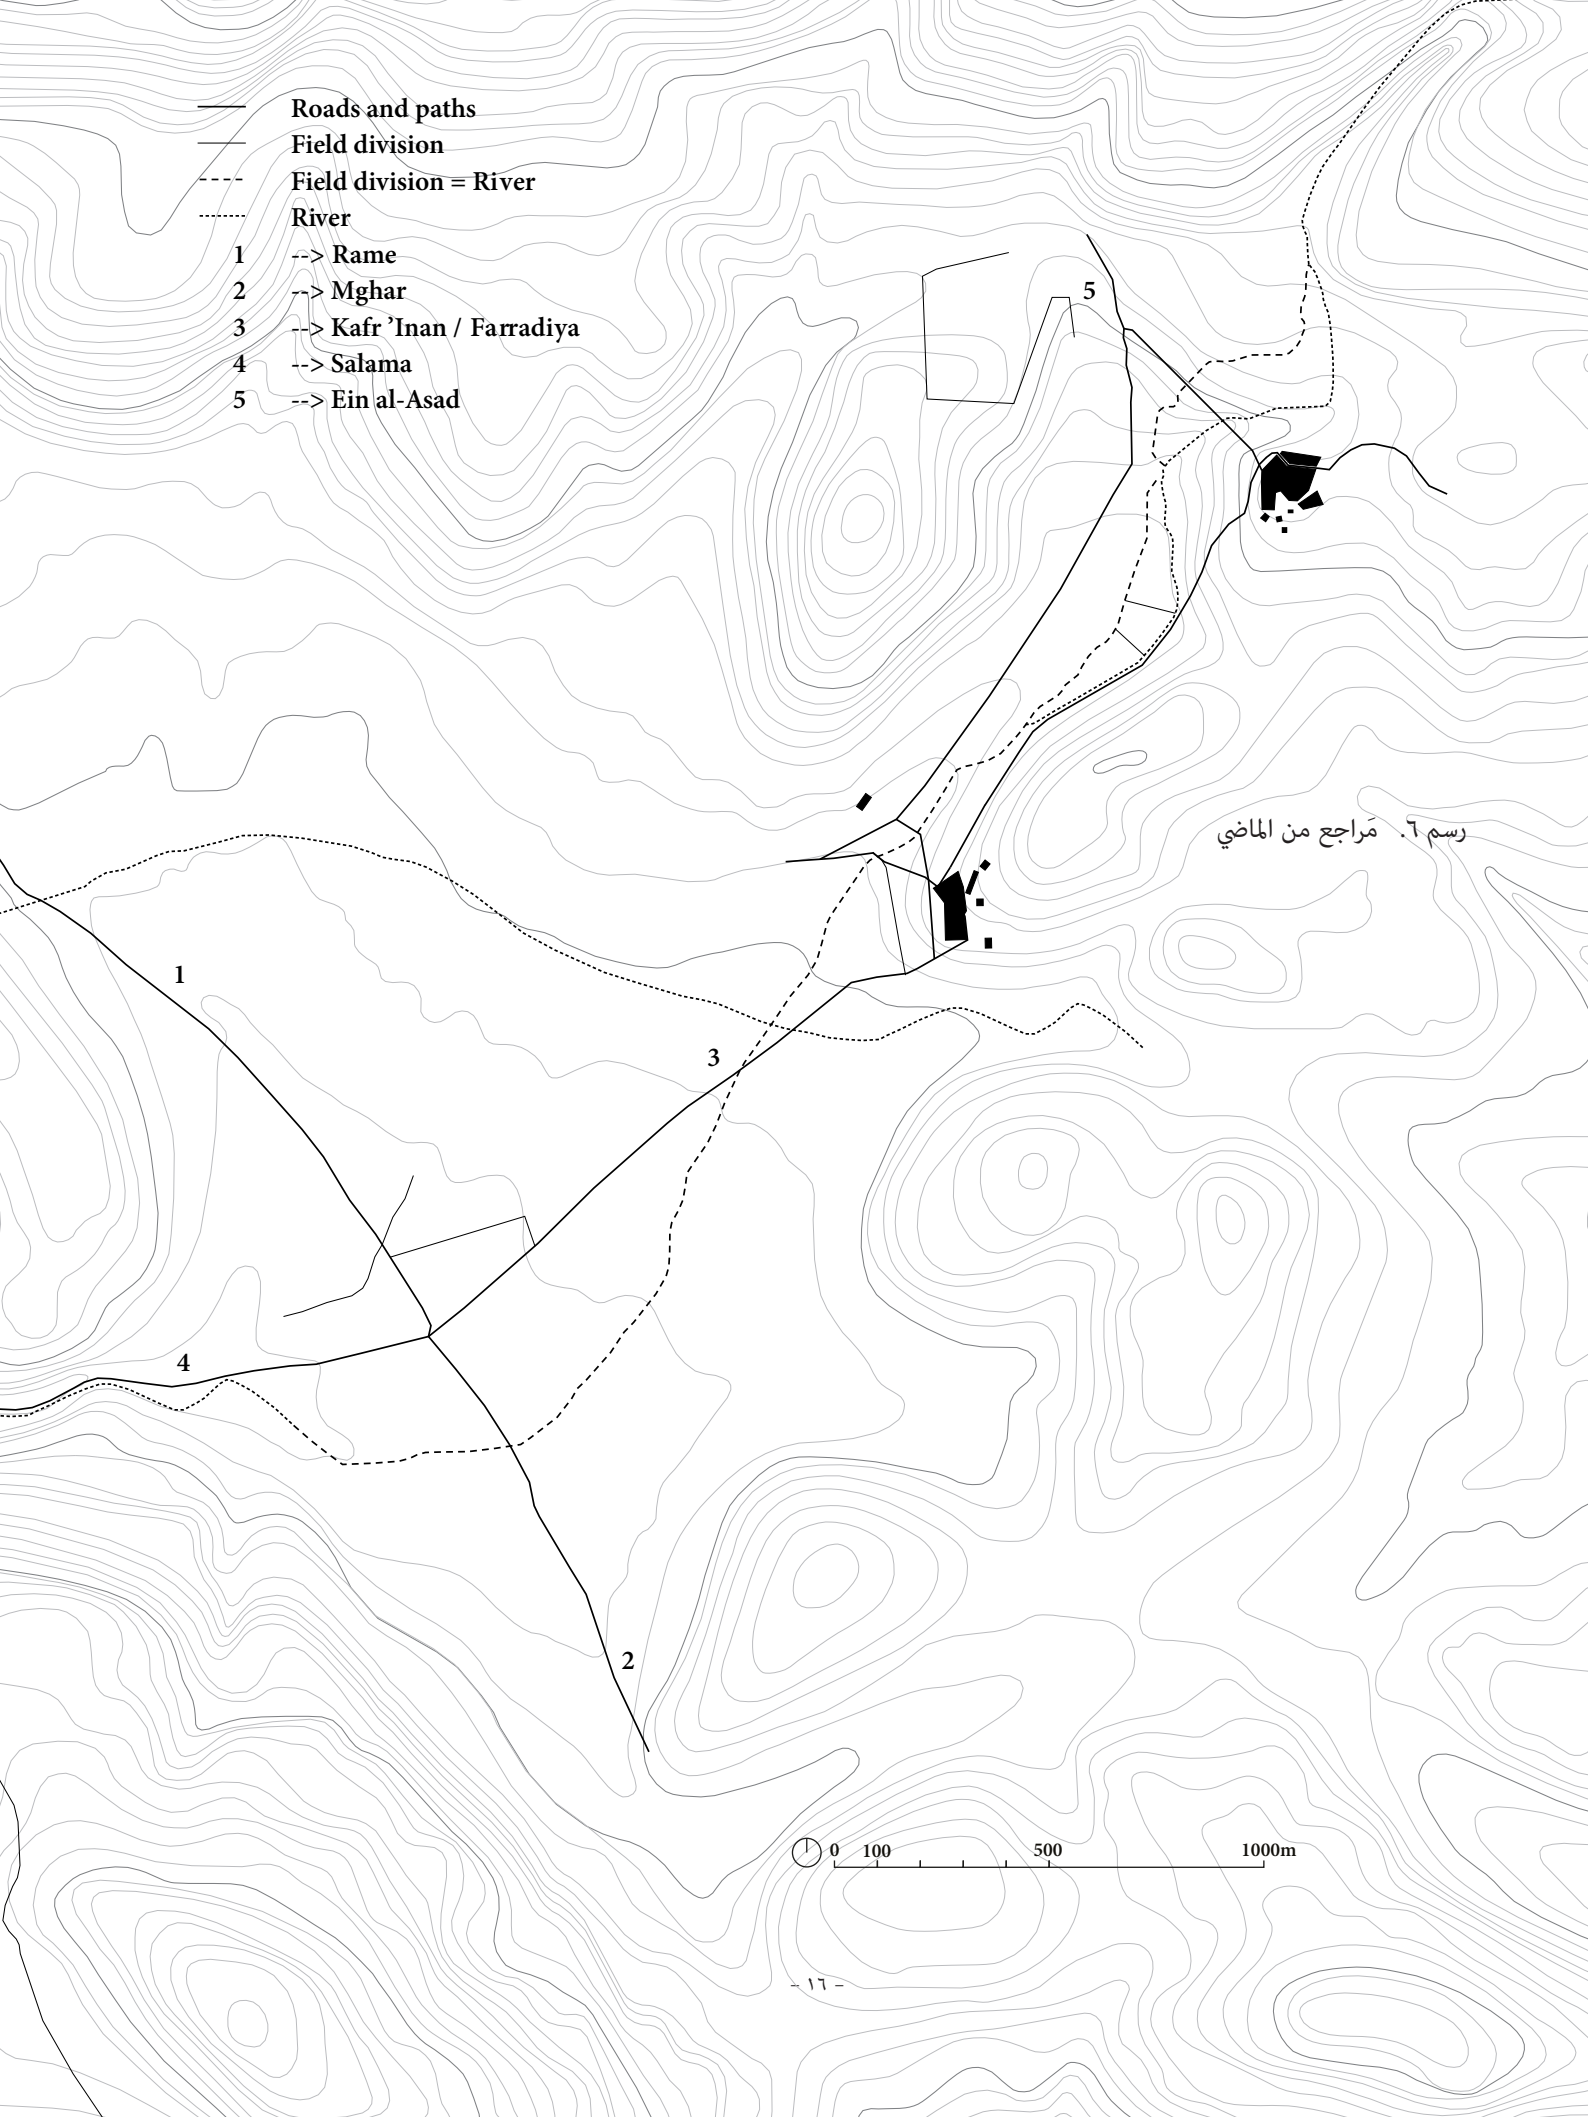 Roads and paths
Field division
Field division = River
River
1 --> Rame
2 --> Mghar
3 --> Kafr ’Inan / Farradiya
4 --> Salama
5 --> Ein al-Asad
5
رسم ٦. مَراجع من الماضي
1
3
4
2
0 100 500 1000m
– ١٦ –